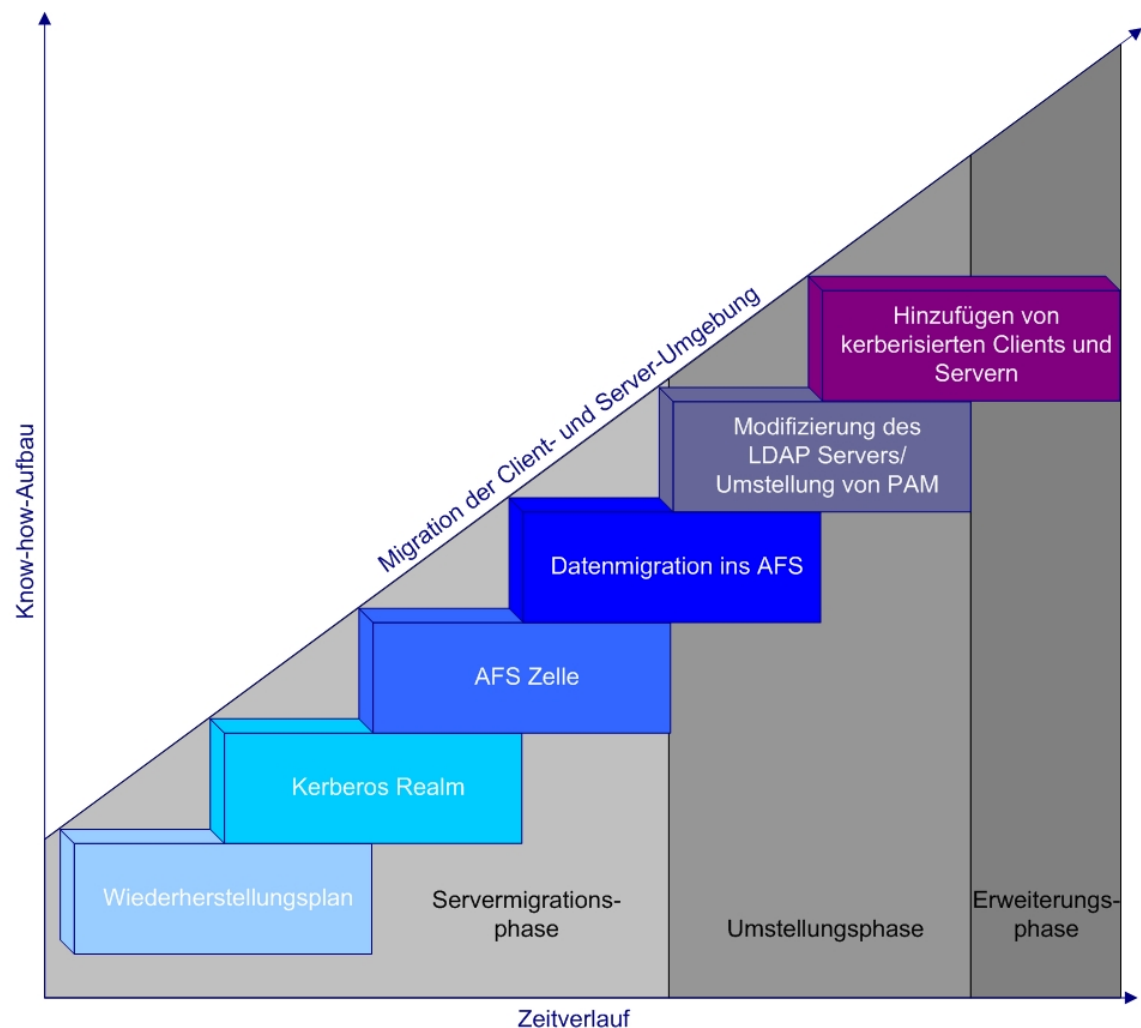 Know-how-Aufbau
Migration der Client- und Server-Umgebung
Hinzufügen von
kerberisierten Clients und
Servern
Modifizierung des
LDAP Servers/
Umstellung von PAM
Datenmigration ins AFS
AFS Zelle
Kerberos Realm
Wiederherstellungsplan
Servermigrations-
phase
Umstellungsphase
Erweiterungs-
phase
Zeitverlauf